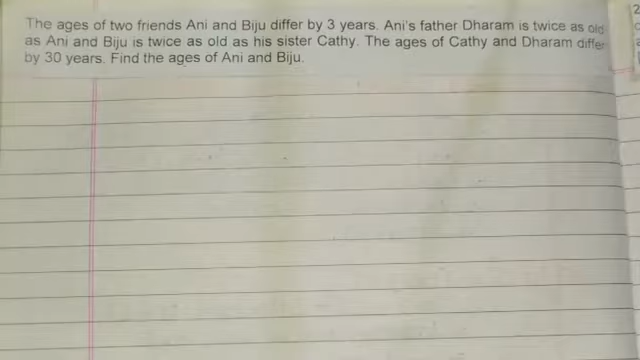 The ages of two friends Ani and Biju differ by 3 years. Ani's father Dharam is twice as old
as Ani and Biju is twice as old as his sister Cathy. The ages of Cathy and Dharam differ
by 30 years. Find the ages of Ani and Biju.